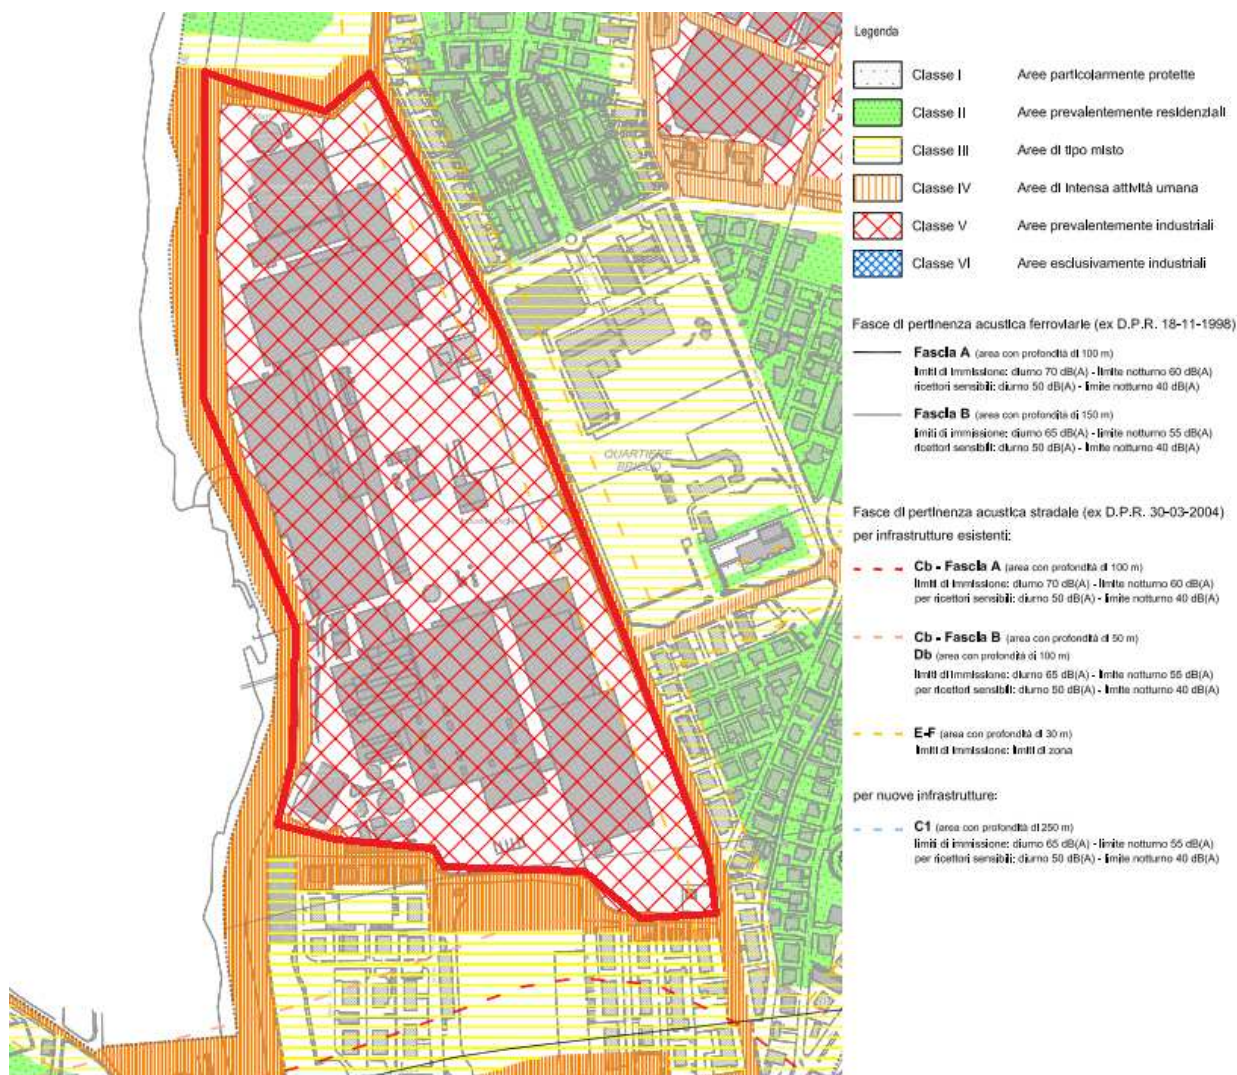 Legenda
Classe I Aree particolarmente protette
Classe II Aree prevalentemente residenziali
Classe III Aree di tipo misto
Classe IV Aree di intensa attività umana
Classe V Aree prevalentemente industriali
Classe VI Aree esclusivamente industriali
Fasce di pertinenza acustica ferroviarie (ex D.P.R. 18-11-1998)
Fascia A (area con profondità di 100 m)
limiti di immissione: diurno 70 dB(A) - limite notturno 60 dB(A)
ricettori sensibili: diurno 50 dB(A) - limite notturno 40 dB(A)
Fascia B (area con profondità di 150 m)
limiti di immissione: diurno 65 dB(A) - limite notturno 55 dB(A)
ricettori sensibili: diurno 50 dB(A) - limite notturno 40 dB(A)
Fasce di pertinenza acustica stradale (ex D.P.R. 30-03-2004)
per infrastrutture esistenti:
Cb - Fascia A (area con profondità di 100 m)
limiti di immissione: diurno 70 dB(A) - limite notturno 60 dB(A)
per ricettori sensibili: diurno 50 dB(A) - limite notturno 40 dB(A)
Cb - Fascia B (area con profondità di 50 m)
Db (area con profondità di 100 m)
limiti di immissione: diurno 65 dB(A) - limite notturno 55 dB(A)
per ricettori sensibili: diurno 50 dB(A) - limite notturno 40 dB(A)
E-F (area con profondità di 30 m)
limiti di immissione: limiti di zona
per nuove infrastrutture:
C1 (area con profondità di 250 m)
limiti di immissione: diurno 65 dB(A) - limite notturno 55 dB(A)
per ricettori sensibili: diurno 50 dB(A) - limite notturno 40 dB(A)
QUARTIERE